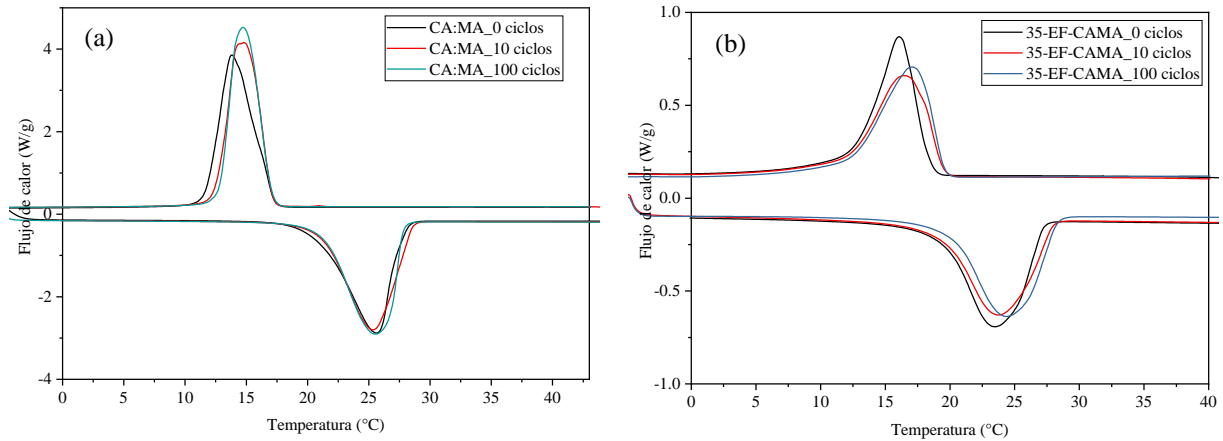 (a)
CA:MA_0 ciclos
CA:MA_10 ciclos
CA:MA_100 ciclos
4
2
0
-2
-4
Flujo de calor (W/g)
0 5 10 15 20 25 30 35 40
Temperatura (°C)
(b)
35-EF-CAMA_0 ciclos
35-EF-CAMA_10 ciclos
35-EF-CAMA_100 ciclos
1.0
0.5
0.0
-0.5
-1.0
Flujo de calor (W/g)
0 5 10 15 20 25 30 35 40
Temperatura (°C)